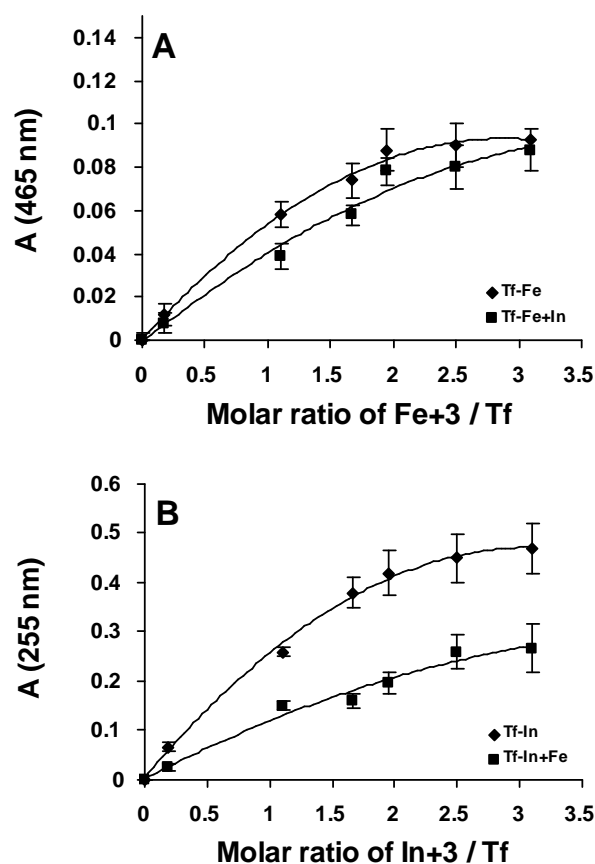 A
0.14
0.12
0.1
0.08
0.06
0.04
0.02
0
A (465 nm)
Tf-Fe
Tf-Fe+In
0 0.5 1 1.5 2 2.5 3 3.5
Molar ratio of Fe+3 / Tf
B
0.6
0.5
0.4
0.3
0.2
0.1
0
A (255 nm)
Tf-In
Tf-In+Fe
0 0.5 1 1.5 2 2.5 3 3.5
Molar ratio of In+3 / Tf